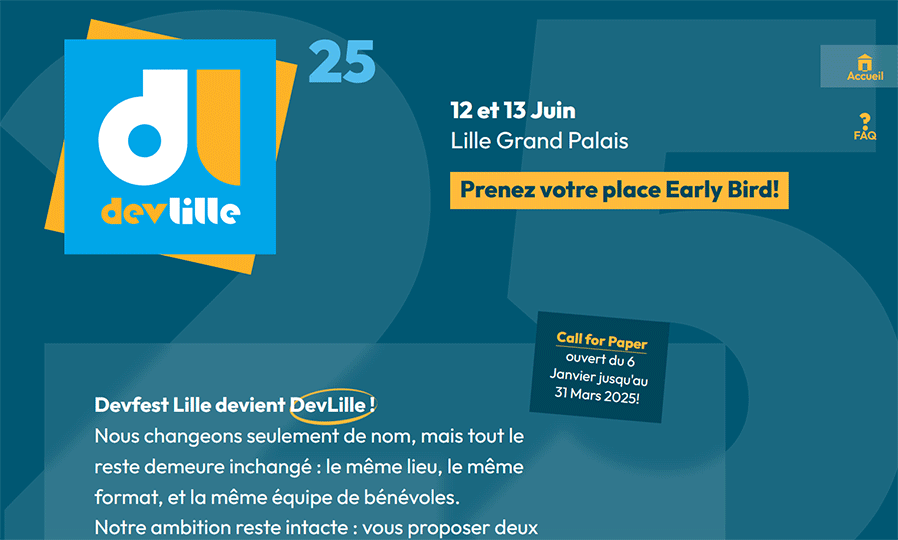 dl
devlille
25
12 et 13 Juin
Lille Grand Palais
Prenez votre place Early Bird!
Accueil
?
FAQ
Call for Paper
ouvert du 6
Janvier jusqu'au
31 Mars 2025!
Devfest Lille devient DevLille !
Nous changeons seulement de nom, mais tout le
reste demeure inchangé : le même lieu, le même
format, et la même équipe de bénévoles.
Notre ambition reste intacte : vous proposer deux
25